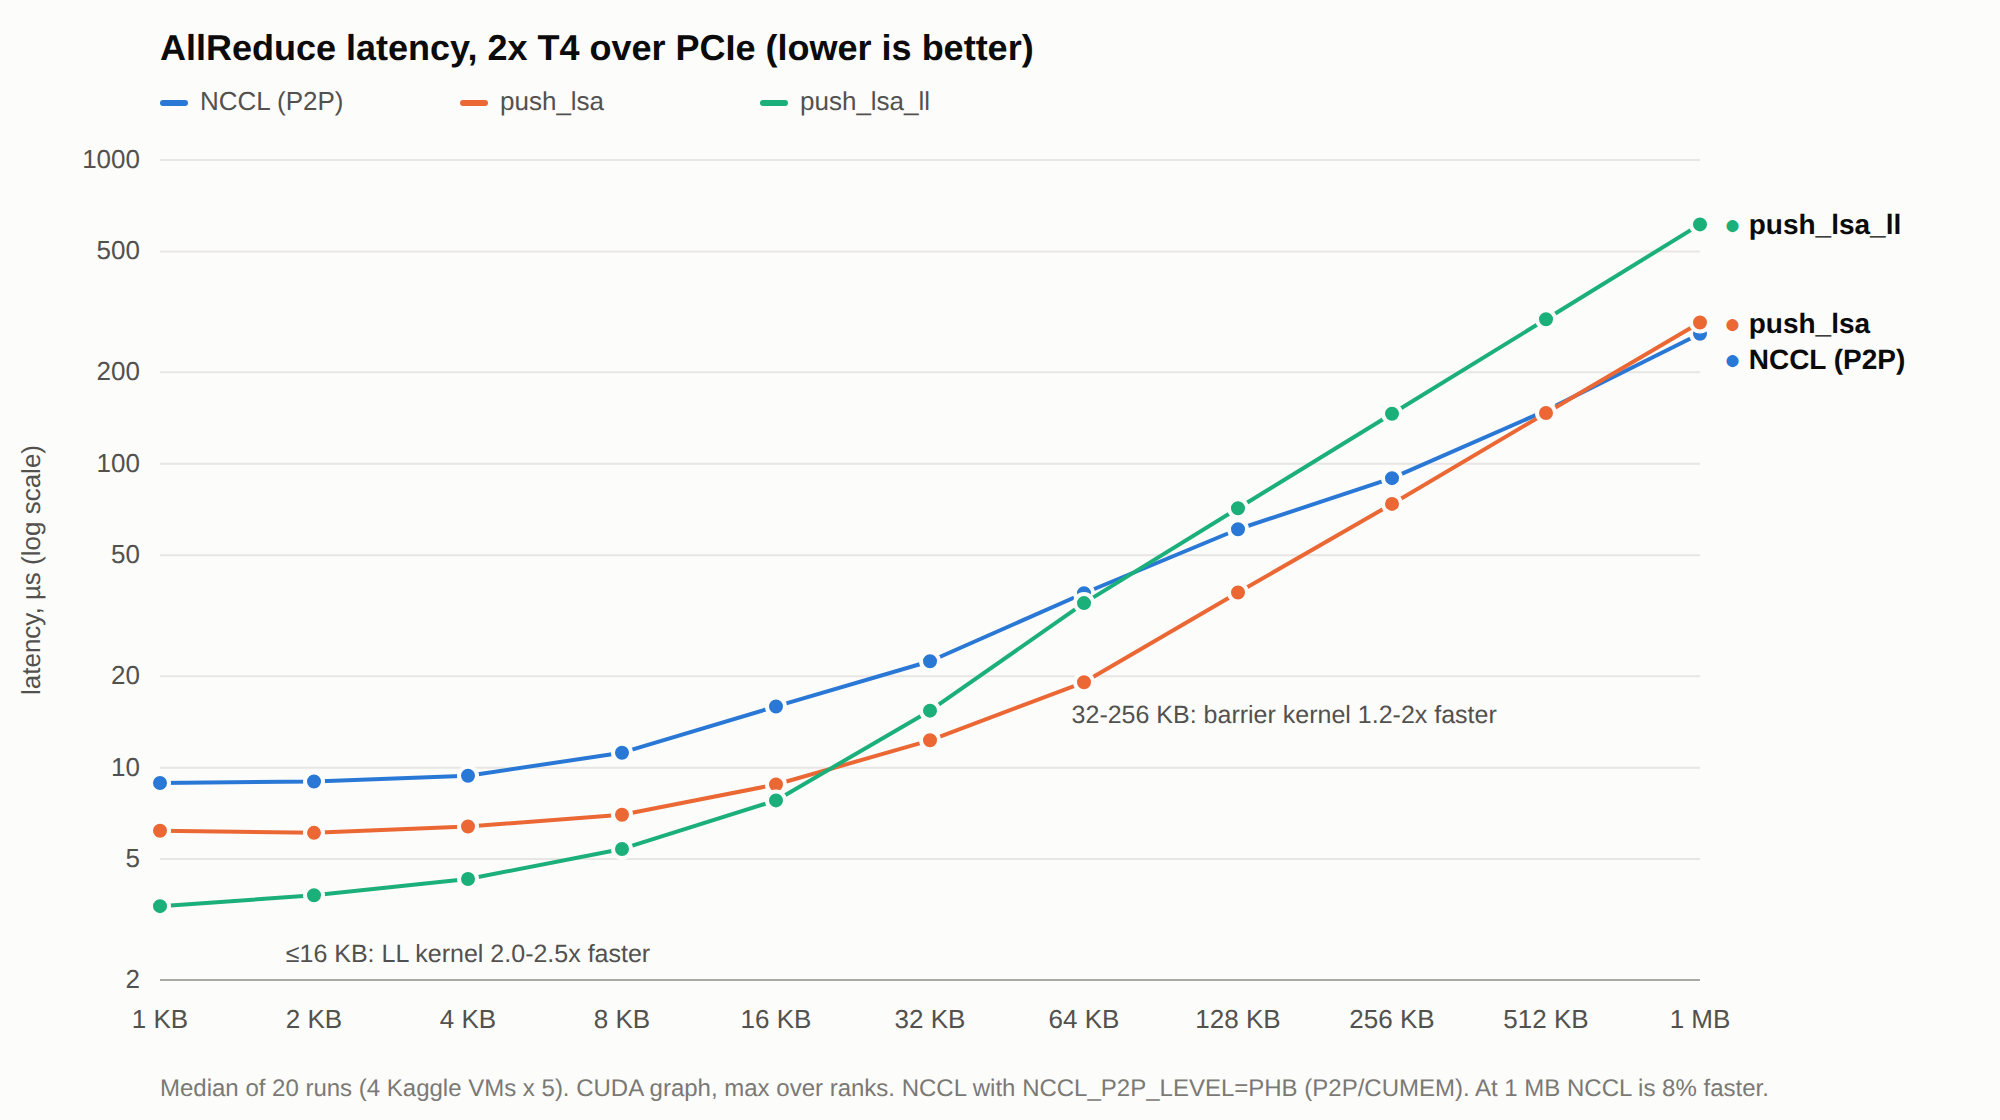 AllReduce latency, 2x T4 over PCIe (lower is better)
NCCL (P2P) push_lsa push_lsa_ll
1000
500
200
100
50
20
10
5
2
latency, µs (log scale)
push_lsa_ll
push_lsa
NCCL (P2P)
32-256 KB: barrier kernel 1.2-2x faster
≤16 KB: LL kernel 2.0-2.5x faster
1 KB 2 KB 4 KB 8 KB 16 KB 32 KB 64 KB 128 KB 256 KB 512 KB 1 MB
Median of 20 runs (4 Kaggle VMs x 5). CUDA graph, max over ranks. NCCL with NCCL_P2P_LEVEL=PHB (P2P/CUMEM). At 1 MB NCCL is 8% faster.